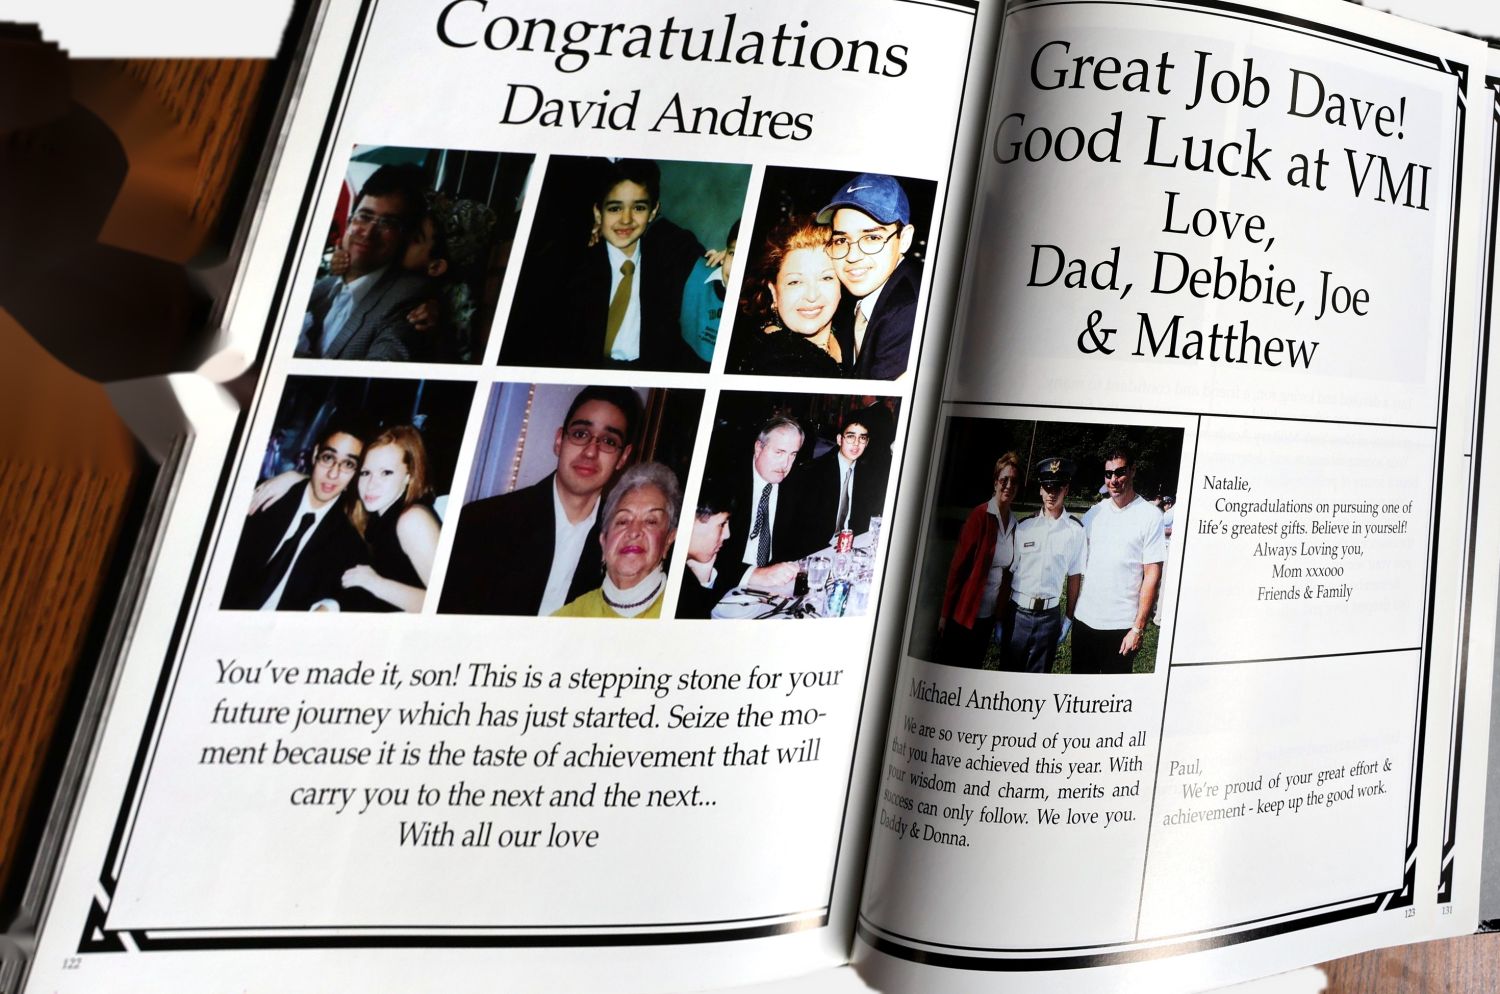 Congratulations
David Andres
You've made it, son! This is a stepping stone for your
future journey which has just started. Seize the mo-
ment because it is the taste of achievement that will
carry you to the next and the next...
With all our love
122
Great Job Dave!
Good Luck at VMI
Love,
Dad, Debbie, Joe
& Matthew
Michael Anthony Vitureira
We are so very proud of you and all
that you have achieved this year. With
your wisdom and charm, merits and
success can only follow. We love you.
Daddy & Donna.
Natalie,
Congradulations on pursuing one of
life's greatest gifts. Believe in yourself!
Always Loving you,
Mom xxxooo
Friends & Family
Paul,
We're proud of your great effort &
achievement - keep up the good work.
123
131